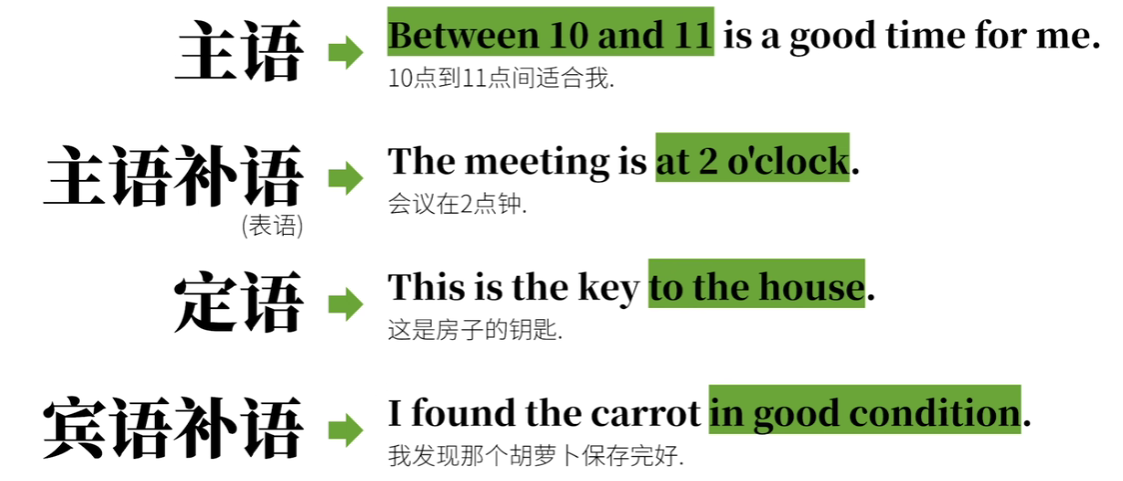 主语
Between 10 and 11 is a good time for me.
10点到11点间适合我.
主语补语
(表语)
The meeting is at 2 o'clock.
会议在2点钟.
定语
This is the key to the house.
这是房子的钥匙.
宾语补语
I found the carrot in good condition.
我发现那个胡萝卜保存完好.